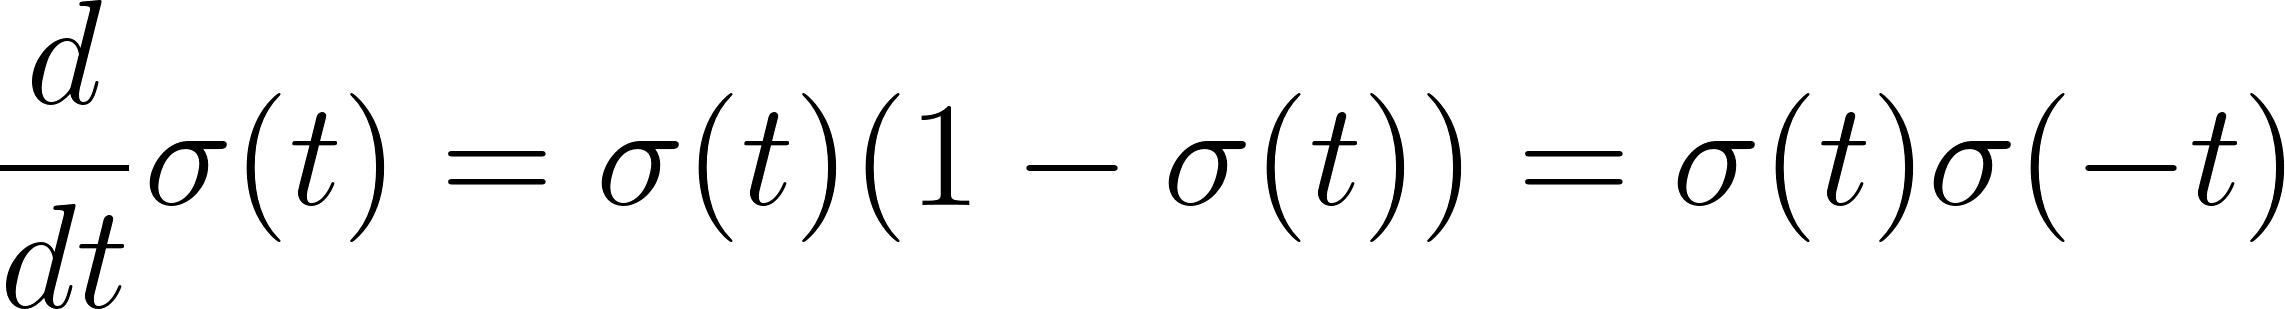 d/dt σ(t) = σ(t)(1 − σ(t)) = σ(t)σ(−t)